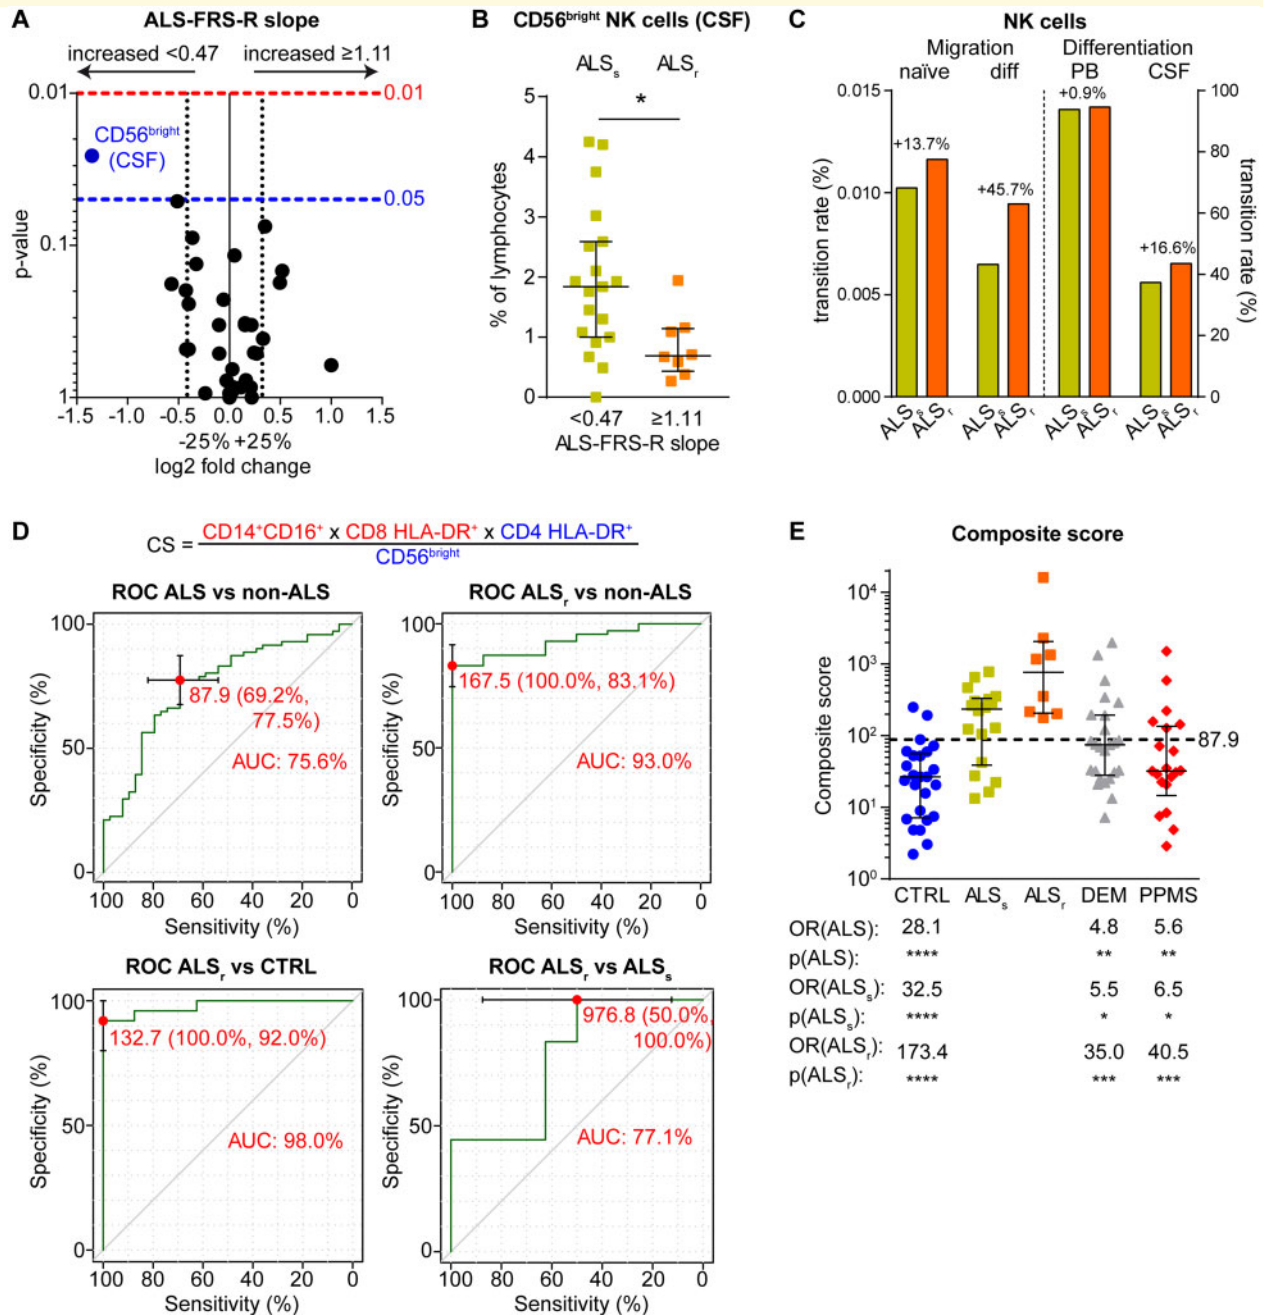 A
ALS-FRS-R slope
increased <0.47
increased ≥1.11
0.01
0.01
CD56bright
(CSF)
0.05
0.1
1
p-value
-1.5 -1.0 -0.5 0.0 0.5 1.0 1.5
-25% +25%
log2 fold change
B
CD56bright NK cells (CSF)
ALSs ALSr
*
5
4
3
2
1
0
% of lymphocytes
<0.47 ≥1.11
ALS-FRS-R slope
C
NK cells
Migration Differentiation
naïve diff PB CSF
0.015
0.010
0.005
0.000
transition rate (%)
+13.7%
+45.7%
+0.9%
+16.6%
100
80
60
40
20
0
transition rate (%)
ALSs ALSr ALSs ALSr ALSs ALSr ALSs ALSr
D
CS = CD14+CD16+ x CD8 HLA-DR+ x CD4 HLA-DR+
CD56bright
ROC ALS vs non-ALS
100
50
0
Specificity (%)
87.9 (69.2%,
77.5%)
AUC: 75.6%
100 80 60 40 20 0
Sensitivity (%)
ROC ALSr vs non-ALS
100
50
0
Specificity (%)
167.5 (100.0%, 83.1%)
AUC: 93.0%
100 80 60 40 20 0
Sensitivity (%)
ROC ALSr vs CTRL
100
50
0
Specificity (%)
132.7 (100.0%, 92.0%)
AUC: 98.0%
100 80 60 40 20 0
Sensitivity (%)
ROC ALSr vs ALSs
100
50
0
Specificity (%)
976.8 (50.0%,
100.0%)
AUC: 77.1%
100 80 60 40 20 0
Sensitivity (%)
E
Composite score
10⁴
10³
10²
10¹
10⁰
Composite score
87.9
CTRL ALSs ALSr DEM PPMS
OR(ALS): 28.1 4.8 5.6
p(ALS): **** ** **
OR(ALSs): 32.5 5.5 6.5
p(ALSs): **** * *
OR(ALSr): 173.4 35.0 40.5
p(ALSr): **** *** ***